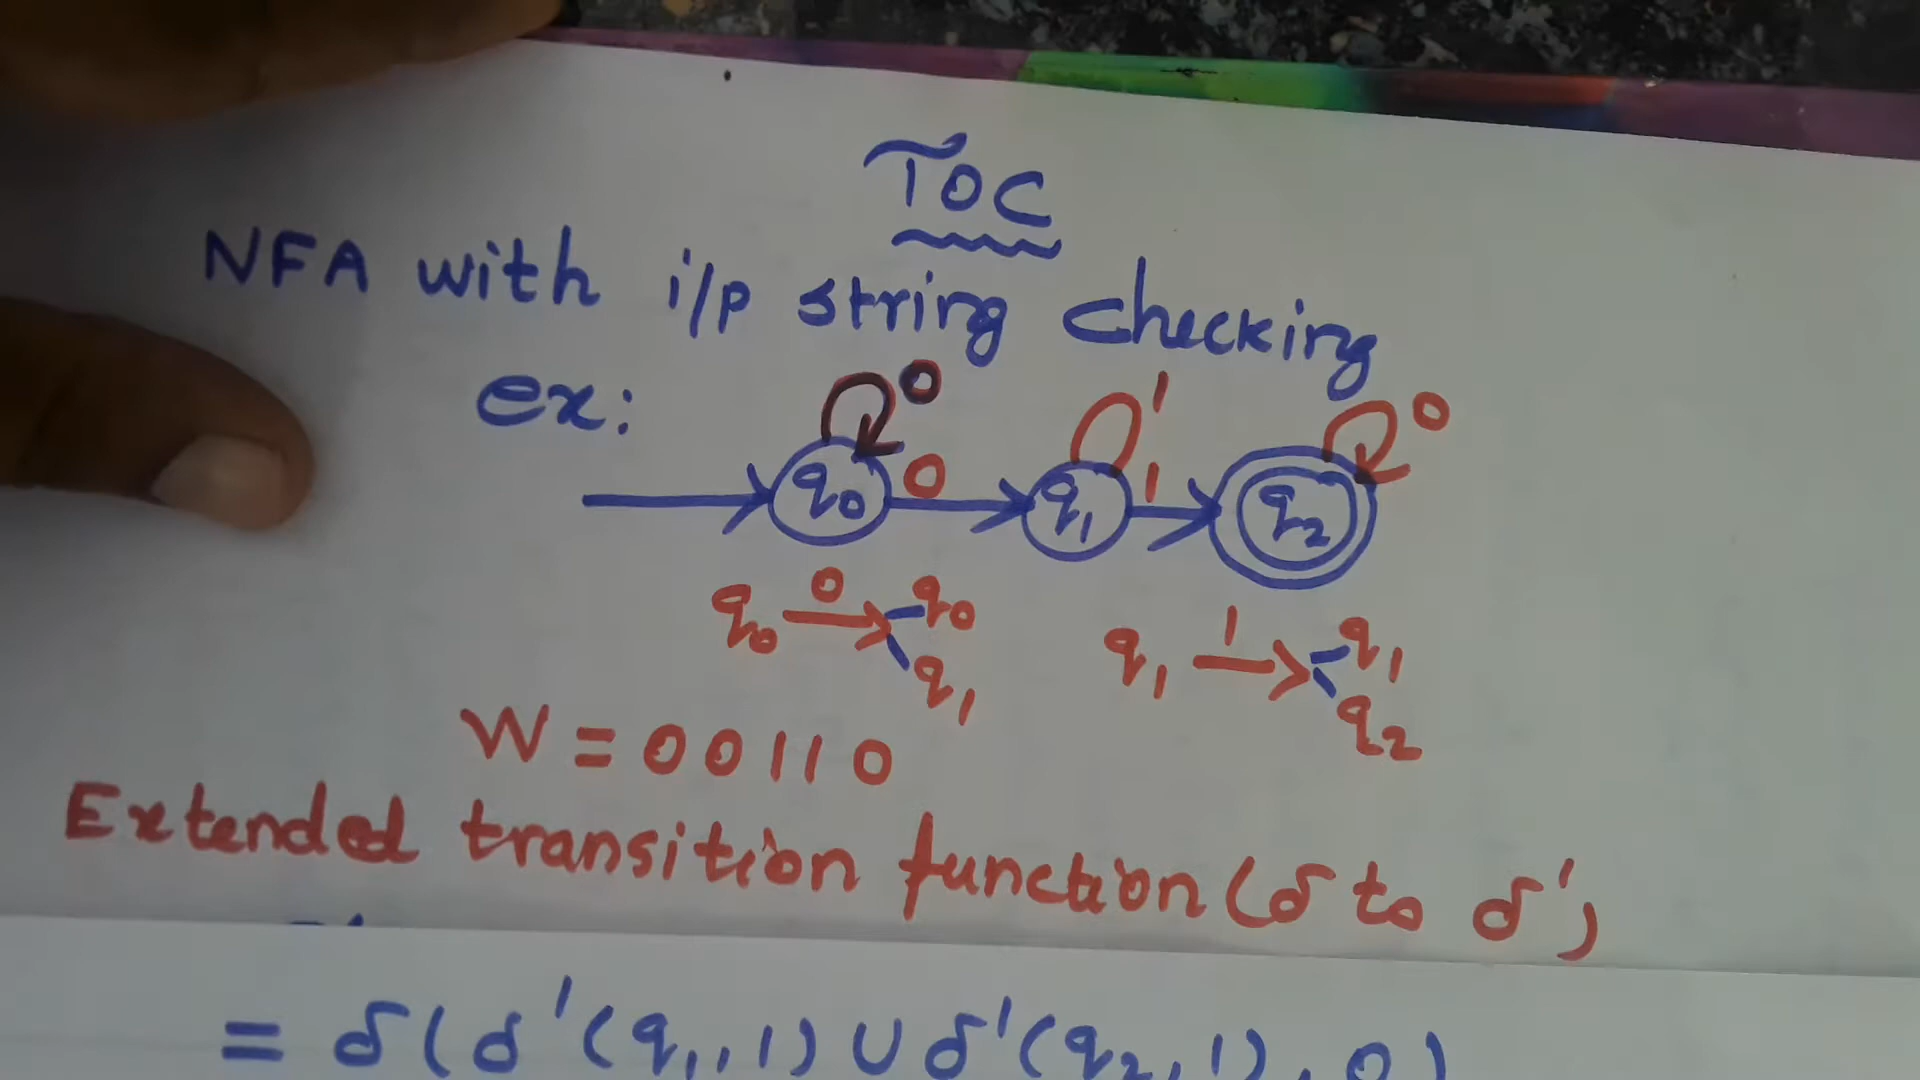 TOC
NFA with i/p string checking
ex:
0 1 0
q0 0 q1 1 q2
q0 0 q0 q1 1 q1
q1 q2
W = 00110
Extended transition function (δ to δ')
= δ(δ'(q1,1) ∪ δ'(q2,1),0)